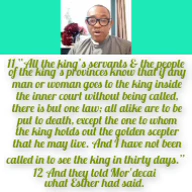 11."All the king's servants & the people
of the king's provinces know that if any
man or woman goes to the king inside
the inner court without being called,
there is but one law; all alike are to be
put to death, except the one to whom
the king holds out the golden scepter
that he may live. And I have not been
called in to see the king in thirty days."
12 And they told Mor'decai
what Esther had said.